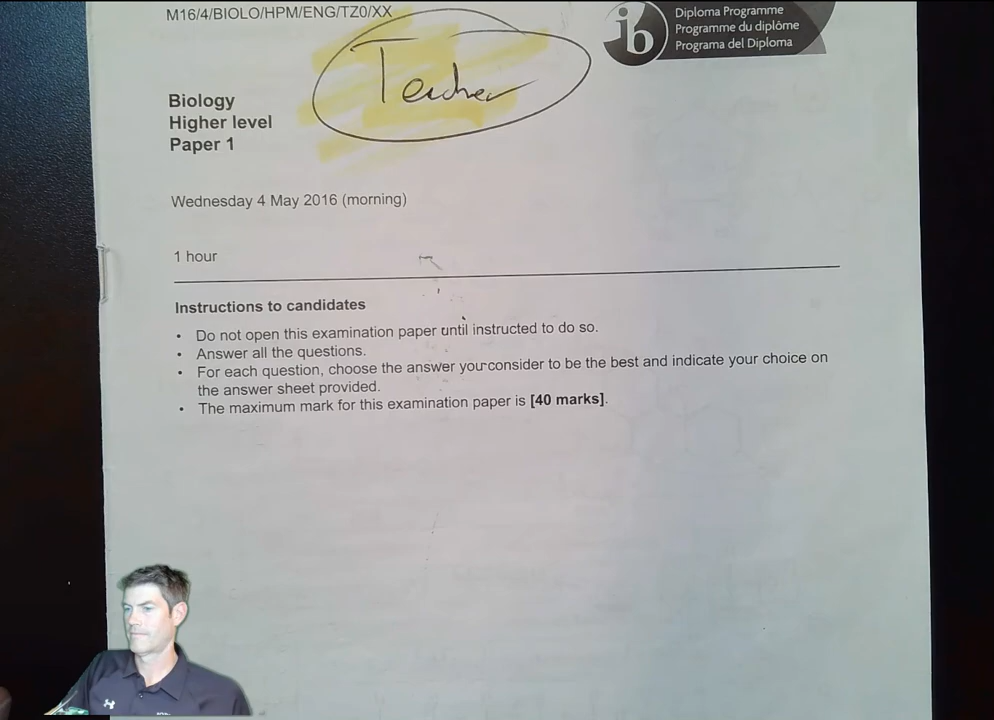 M16/4/BIOLO/HPM/ENG/TZ0/XX
ib
Diploma Programme
Programme du diplôme
Programa del Diploma
Teacher
Biology
Higher level
Paper 1
Wednesday 4 May 2016 (morning)
1 hour
Instructions to candidates
• Do not open this examination paper until instructed to do so.
• Answer all the questions.
• For each question, choose the answer you consider to be the best and indicate your choice on
the answer sheet provided.
• The maximum mark for this examination paper is [40 marks].